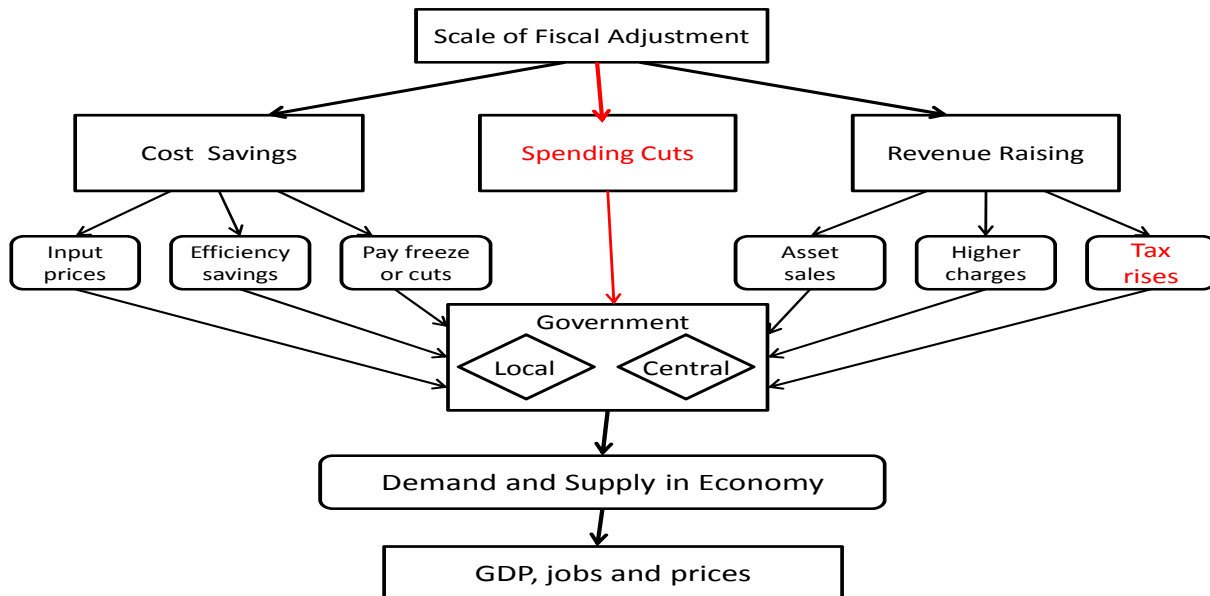 Scale of Fiscal Adjustment
Cost Savings
Spending Cuts
Revenue Raising
Input
prices
Efficiency
savings
Pay freeze
or cuts
Asset
sales
Higher
charges
Tax
rises
Government
Local
Central
Demand and Supply in Economy
GDP, jobs and prices